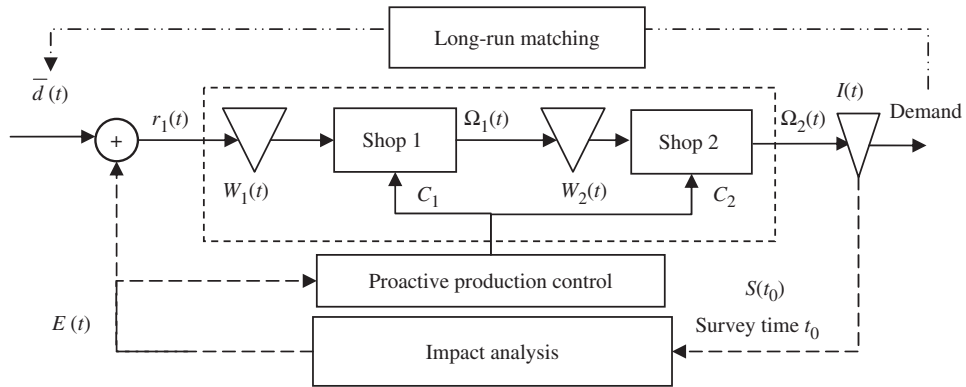 Long-run matching
d̅ (t)
I(t)
Demand
r₁(t)
Ω₁(t)
Ω₂(t)
+
Shop 1
Shop 2
W₁(t)
C₁
W₂(t)
C₂
Proactive production control
S(t₀)
E (t)
Survey time t₀
Impact analysis